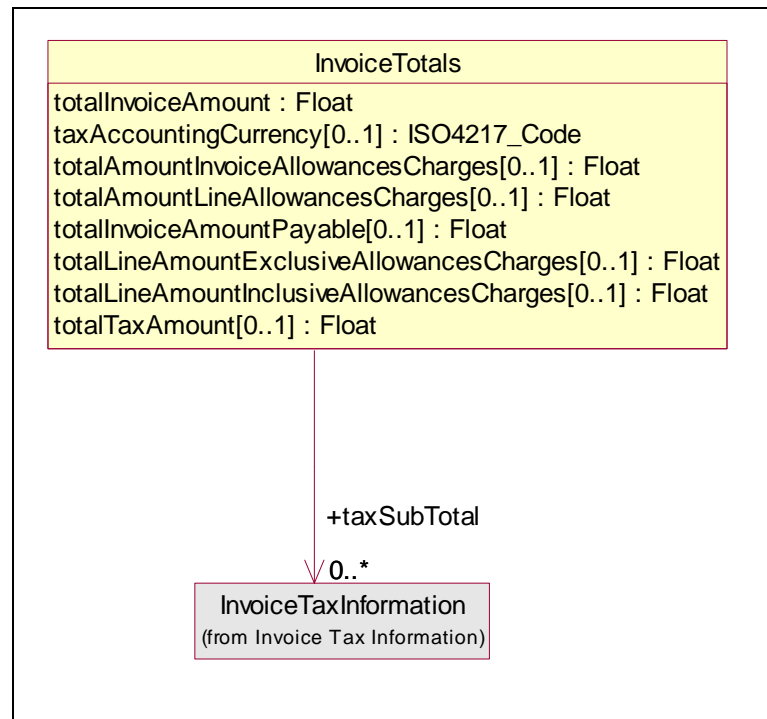 InvoiceTotals
totalInvoiceAmount : Float
taxAccountingCurrency[0..1] : ISO4217_Code
totalAmountInvoiceAllowancesCharges[0..1] : Float
totalAmountLineAllowancesCharges[0..1] : Float
totalInvoiceAmountPayable[0..1] : Float
totalLineAmountExclusiveAllowancesCharges[0..1] : Float
totalLineAmountInclusiveAllowancesCharges[0..1] : Float
totalTaxAmount[0..1] : Float
+taxSubTotal
0..*
InvoiceTaxInformation
(from Invoice Tax Information)